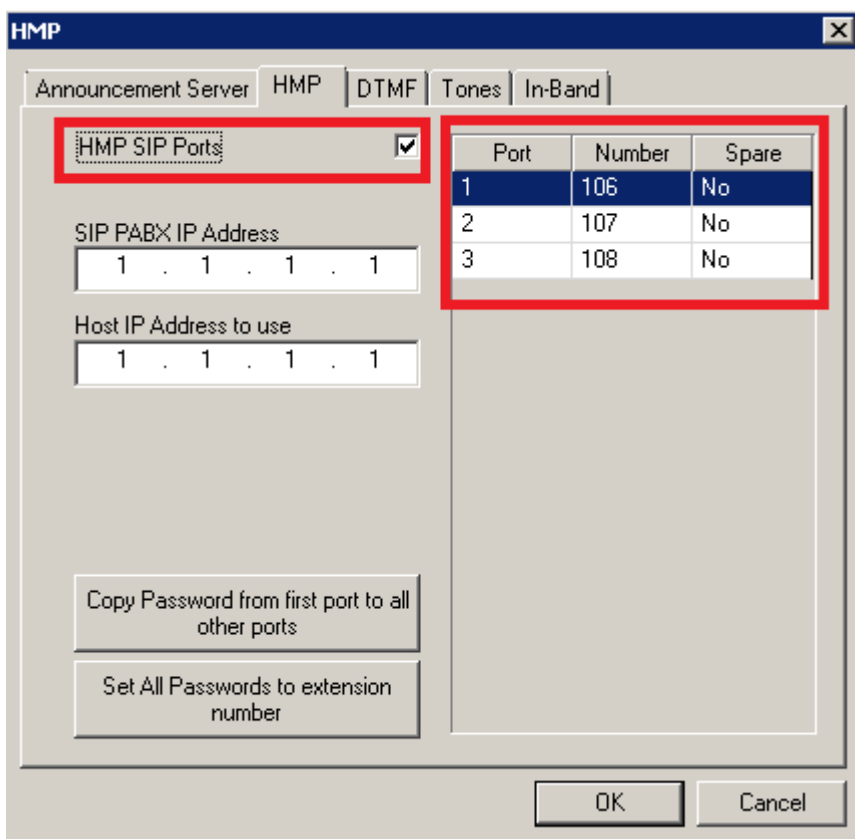 HMP
Announcement Server HMP DTMF Tones In-Band
HMP SIP Ports
SIP PABX IP Address
1 . 1 . 1 . 1
Host IP Address to use
1 . 1 . 1 . 1
Copy Password from first port to all
other ports
Set All Passwords to extension
number
Port Number Spare
1 106 No
2 107 No
3 108 No
OK Cancel